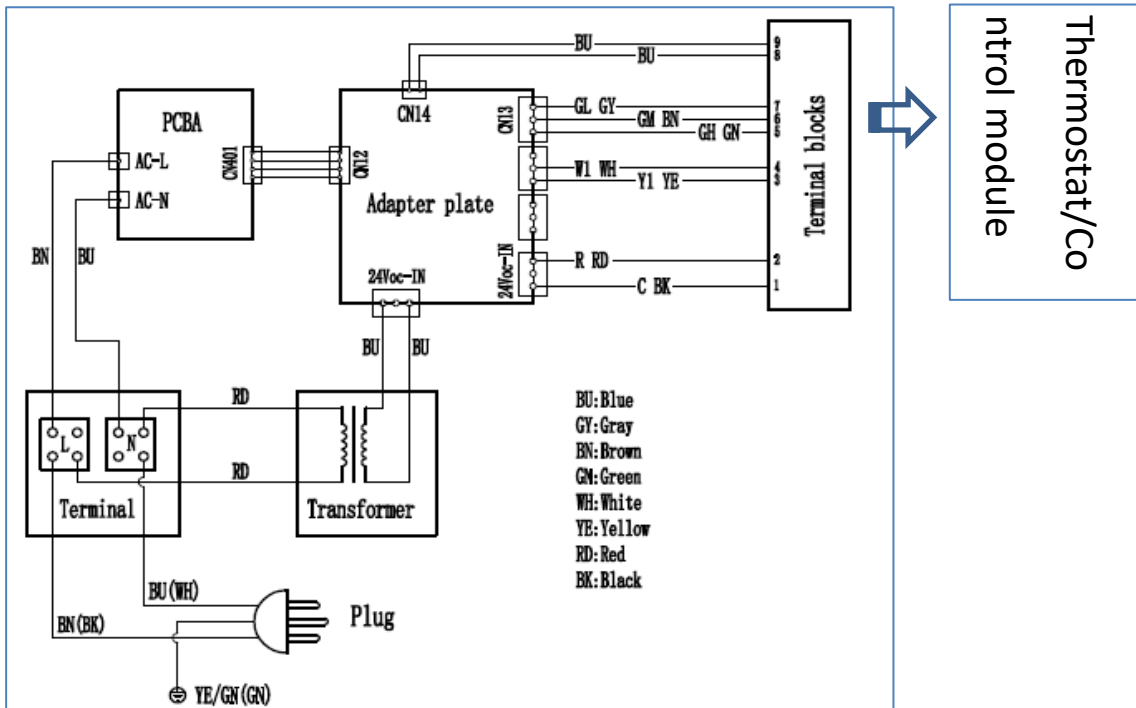 BU
BU
9
8
PCBA
AC-L
AC-N
CN401
CN12
CN14
CN13
Adapter plate
24Voc-IN
24Voc-IN
GL GY
GM BN
GH GN
W1 WH
Y1 YE
R RD
C BK
7
6
5
4
3
2
1
Terminal blocks
Thermostat/Co
ntrol module
BN
BU
BU
BU
RD
RD
L
N
Terminal
Transformer
BU:Blue
GY:Gray
BN:Brown
GN:Green
WH:White
YE:Yellow
RD:Red
BK:Black
BU(WH)
BN(BK)
Plug
YE/GN(GN)